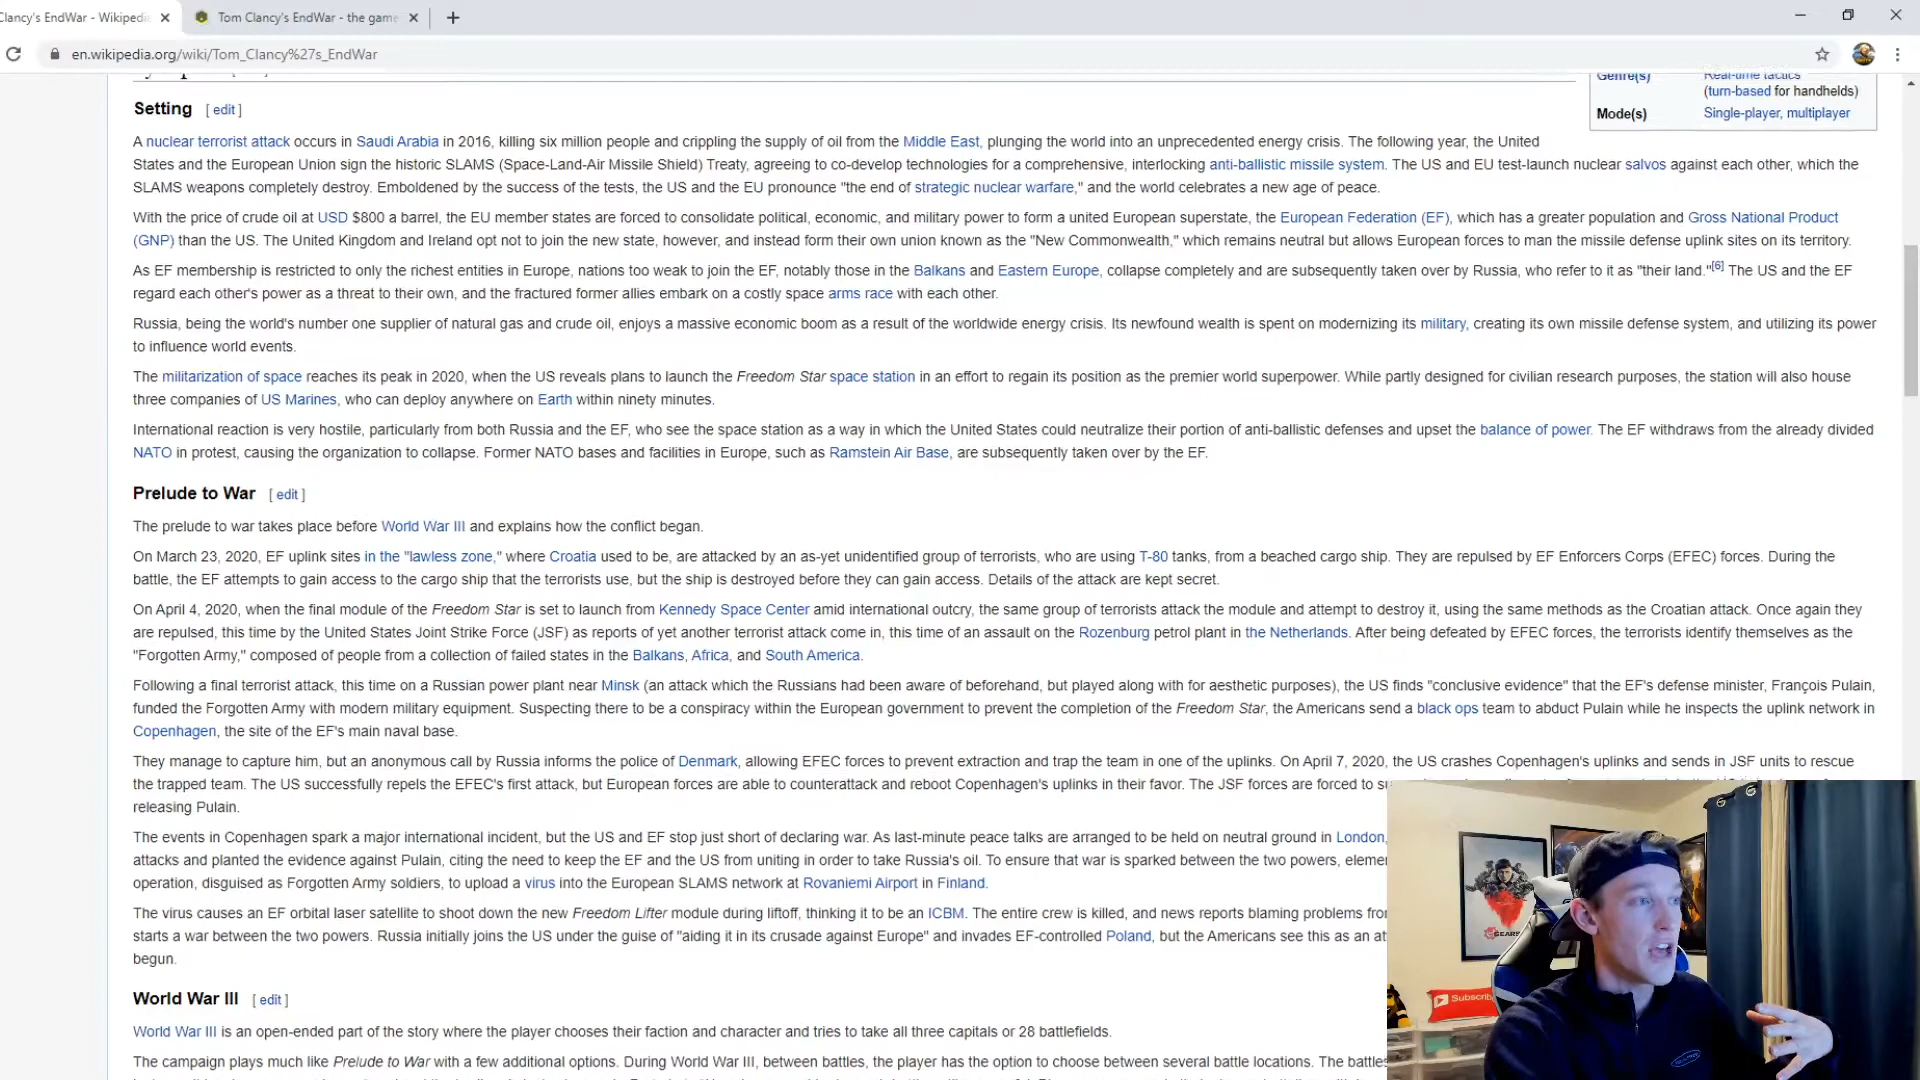 Clancy's EndWar - Wikipedi
Tom Clancy's EndWar - the game
en.wikipedia.org/wiki/Tom_Clancy%27s_EndWar
Genre(s) Real-time tactics
(turn-based for handhelds)
Mode(s) Single-player, multiplayer
Setting [ edit ]
A nuclear terrorist attack occurs in Saudi Arabia in 2016, killing six million people and crippling the supply of oil from the Middle East, plunging the world into an unprecedented energy crisis. The following year, the United
States and the European Union sign the historic SLAMS (Space-Land-Air Missile Shield) Treaty, agreeing to co-develop technologies for a comprehensive, interlocking anti-ballistic missile system. The US and EU test-launch nuclear salvos against each other, which the
SLAMS weapons completely destroy. Emboldened by the success of the tests, the US and the EU pronounce "the end of strategic nuclear warfare," and the world celebrates a new age of peace.
With the price of crude oil at USD $800 a barrel, the EU member states are forced to consolidate political, economic, and military power to form a united European superstate, the European Federation (EF), which has a greater population and Gross National Product
(GNP) than the US. The United Kingdom and Ireland opt not to join the new state, however, and instead form their own union known as the "New Commonwealth," which remains neutral but allows European forces to man the missile defense uplink sites on its territory.
As EF membership is restricted to only the richest entities in Europe, nations too weak to join the EF, notably those in the Balkans and Eastern Europe, collapse completely and are subsequently taken over by Russia, who refer to it as "their land."[6] The US and the EF
regard each other's power as a threat to their own, and the fractured former allies embark on a costly space arms race with each other.
Russia, being the world's number one supplier of natural gas and crude oil, enjoys a massive economic boom as a result of the worldwide energy crisis. Its newfound wealth is spent on modernizing its military, creating its own missile defense system, and utilizing its power
to influence world events.
The militarization of space reaches its peak in 2020, when the US reveals plans to launch the Freedom Star space station in an effort to regain its position as the premier world superpower. While partly designed for civilian research purposes, the station will also house
three companies of US Marines, who can deploy anywhere on Earth within ninety minutes.
International reaction is very hostile, particularly from both Russia and the EF, who see the space station as a way in which the United States could neutralize their portion of anti-ballistic defenses and upset the balance of power. The EF withdraws from the already divided
NATO in protest, causing the organization to collapse. Former NATO bases and facilities in Europe, such as Ramstein Air Base, are subsequently taken over by the EF.
Prelude to War [ edit ]
The prelude to war takes place before World War III and explains how the conflict began.
On March 23, 2020, EF uplink sites in the "lawless zone," where Croatia used to be, are attacked by an as-yet unidentified group of terrorists, who are using T-80 tanks, from a beached cargo ship. They are repulsed by EF Enforcers Corps (EFEC) forces. During the
battle, the EF attempts to gain access to the cargo ship that the terrorists use, but the ship is destroyed before they can gain access. Details of the attack are kept secret.
On April 4, 2020, when the final module of the Freedom Star is set to launch from Kennedy Space Center amid international outcry, the same group of terrorists attack the module and attempt to destroy it, using the same methods as the Croatian attack. Once again they
are repulsed, this time by the United States Joint Strike Force (JSF) as reports of yet another terrorist attack come in, this time of an assault on the Rozenburg petrol plant in the Netherlands. After being defeated by EFEC forces, the terrorists identify themselves as the
"Forgotten Army," composed of people from a collection of failed states in the Balkans, Africa, and South America.
Following a final terrorist attack, this time on a Russian power plant near Minsk (an attack which the Russians had been aware of beforehand, but played along with for aesthetic purposes), the US finds "conclusive evidence" that the EF's defense minister, François Pulain,
funded the Forgotten Army with modern military equipment. Suspecting there to be a conspiracy within the European government to prevent the completion of the Freedom Star, the Americans send a black ops team to abduct Pulain while he inspects the uplink network in
Copenhagen, the site of the EF's main naval base.
They manage to capture him, but an anonymous call by Russia informs the police of Denmark, allowing EFEC forces to prevent extraction and trap the team in one of the uplinks. On April 7, 2020, the US crashes Copenhagen's uplinks and sends in JSF units to rescue
the trapped team. The US successfully repels the EFEC's first attack, but European forces are able to counterattack and reboot Copenhagen's uplinks in their favor. The JSF forces are forced to
releasing Pulain.
The events in Copenhagen spark a major international incident, but the US and EF stop just short of declaring war. As last-minute peace talks are arranged to be held on neutral ground in London,
attacks and planted the evidence against Pulain, citing the need to keep the EF and the US from uniting in order to take Russia's oil. To ensure that war is sparked between the two powers, elemer
operation, disguised as Forgotten Army soldiers, to upload a virus into the European SLAMS network at Rovaniemi Airport in Finland.
The virus causes an EF orbital laser satellite to shoot down the new Freedom Lifter module during liftoff, thinking it to be an ICBM. The entire crew is killed, and news reports blaming problems fror
starts a war between the two powers. Russia initially joins the US under the guise of "aiding it in its crusade against Europe" and invades EF-controlled Poland, but the Americans see this as an at
begun.
World War III [ edit ]
World War III is an open-ended part of the story where the player chooses their faction and character and tries to take all three capitals or 28 battlefields.
The campaign plays much like Prelude to War with a few additional options. During World War III, between battles, the player has the option to choose between several battle locations. The battles
GEARS
Subscrib